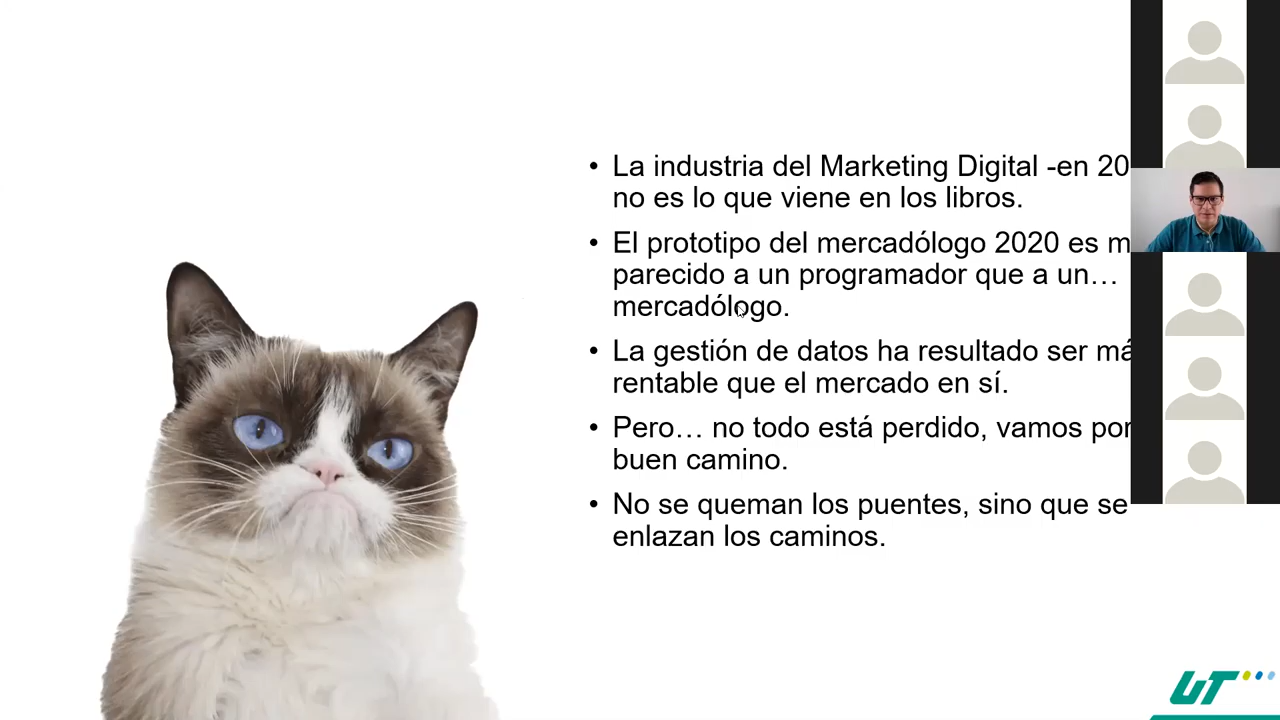 • La industria del Marketing Digital -en 20
no es lo que viene en los libros.
• El prototipo del mercadólogo 2020 es m
parecido a un programador que a un…
mercadólogo.
• La gestión de datos ha resultado ser má
rentable que el mercado en sí.
• Pero… no todo está perdido, vamos por
buen camino.
• No se queman los puentes, sino que se
enlazan los caminos.
UT